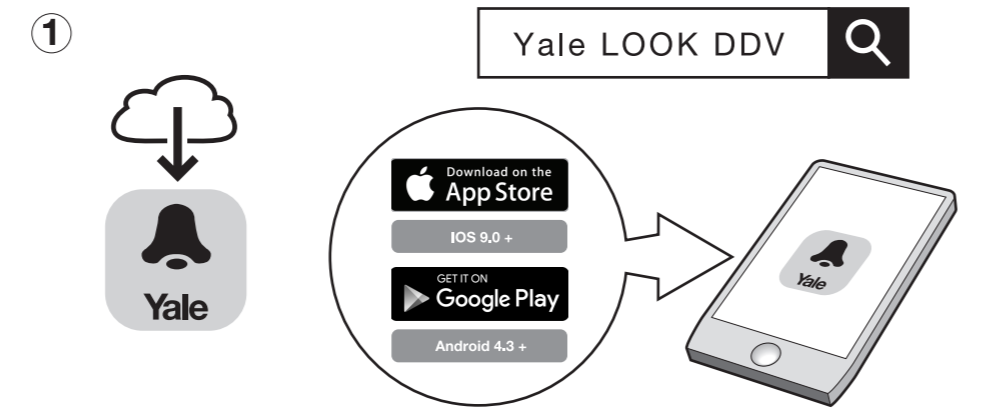 1
Yale LOOK DDV
Yale
Download on the
App Store
IOS 9.0 +
GET IT ON
Google Play
Android 4.3 +
Yale